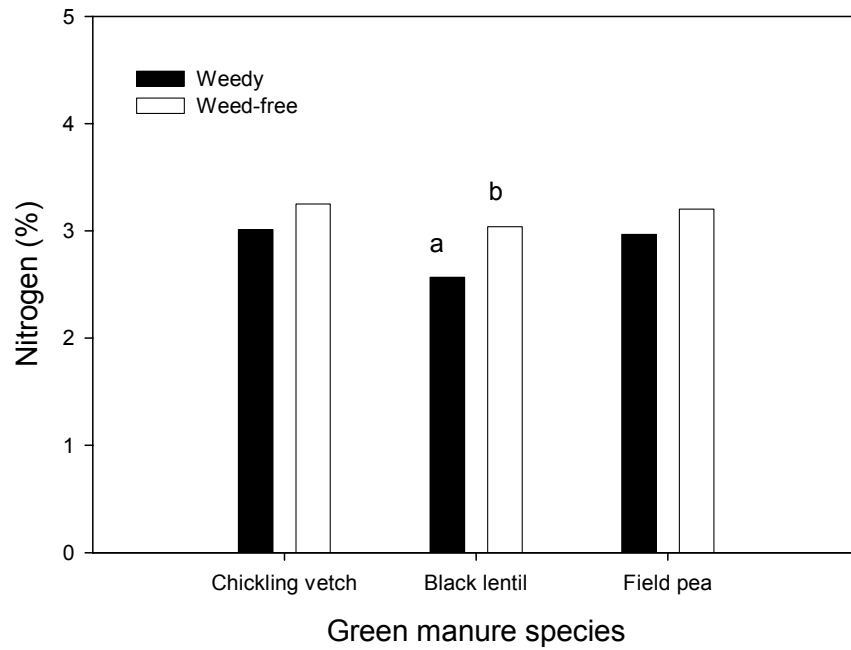 5
Weedy
Weed-free
4
b
3
a
2
1
0
Nitrogen (%)
Chickling vetch Black lentil Field pea
Green manure species